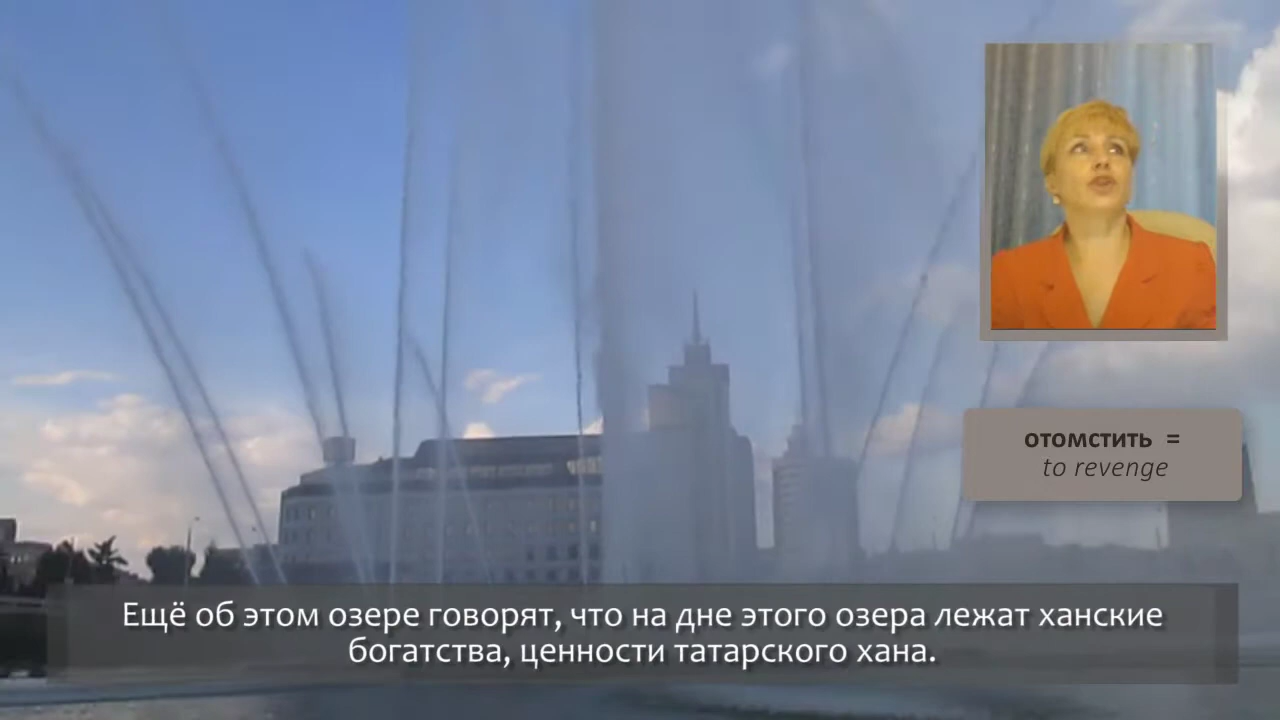 отомстить =
to revenge
Ещё об этом озере говорят, что на дне этого озера лежат ханские
богатства, ценности татарского хана.